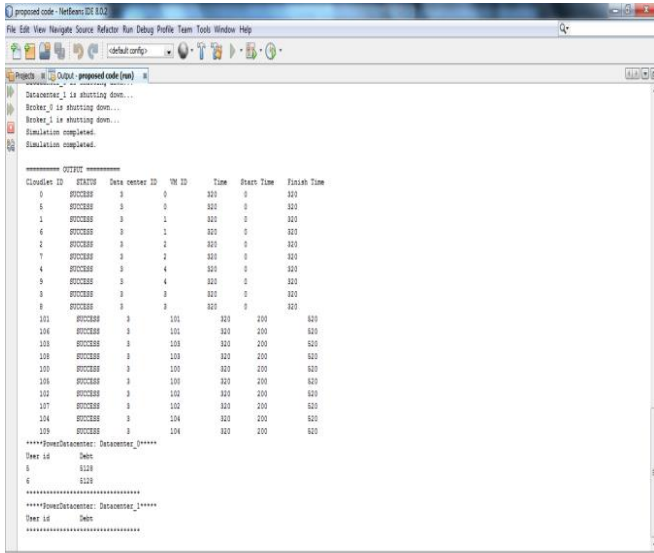 proposed code - NetBeans IDE 8.0.2
File Edit View Navigate Source Refactor Run Debug Profile Team Tools Window Help
<default config>
Projects Output - proposed code (run)
Datacenter_1 is shutting down...
Broker_0 is shutting down...
Broker_1 is shutting down...
Simulation completed.
Simulation completed.
========== OUTPUT ==========
Cloudlet ID STATUS Data center ID VM ID Time Start Time Finish Time
0 SUCCESS 3 0 320 0 320
5 SUCCESS 3 0 320 0 320
1 SUCCESS 3 1 320 0 320
6 SUCCESS 3 1 320 0 320
2 SUCCESS 3 2 320 0 320
7 SUCCESS 3 2 320 0 320
4 SUCCESS 3 4 320 0 320
9 SUCCESS 3 4 320 0 320
3 SUCCESS 3 3 320 0 320
8 SUCCESS 3 3 320 0 320
101 SUCCESS 3 101 320 200 520
106 SUCCESS 3 101 320 200 520
103 SUCCESS 3 103 320 200 520
108 SUCCESS 3 103 320 200 520
100 SUCCESS 3 100 320 200 520
105 SUCCESS 3 100 320 200 520
102 SUCCESS 3 102 320 200 520
107 SUCCESS 3 102 320 200 520
104 SUCCESS 3 104 320 200 520
109 SUCCESS 3 104 320 200 520
*****PowerDatacenter: Datacenter_0*****
User id Debt
5 5128
6 5128
**********************************
*****PowerDatacenter: Datacenter_1*****
User id Debt
**********************************